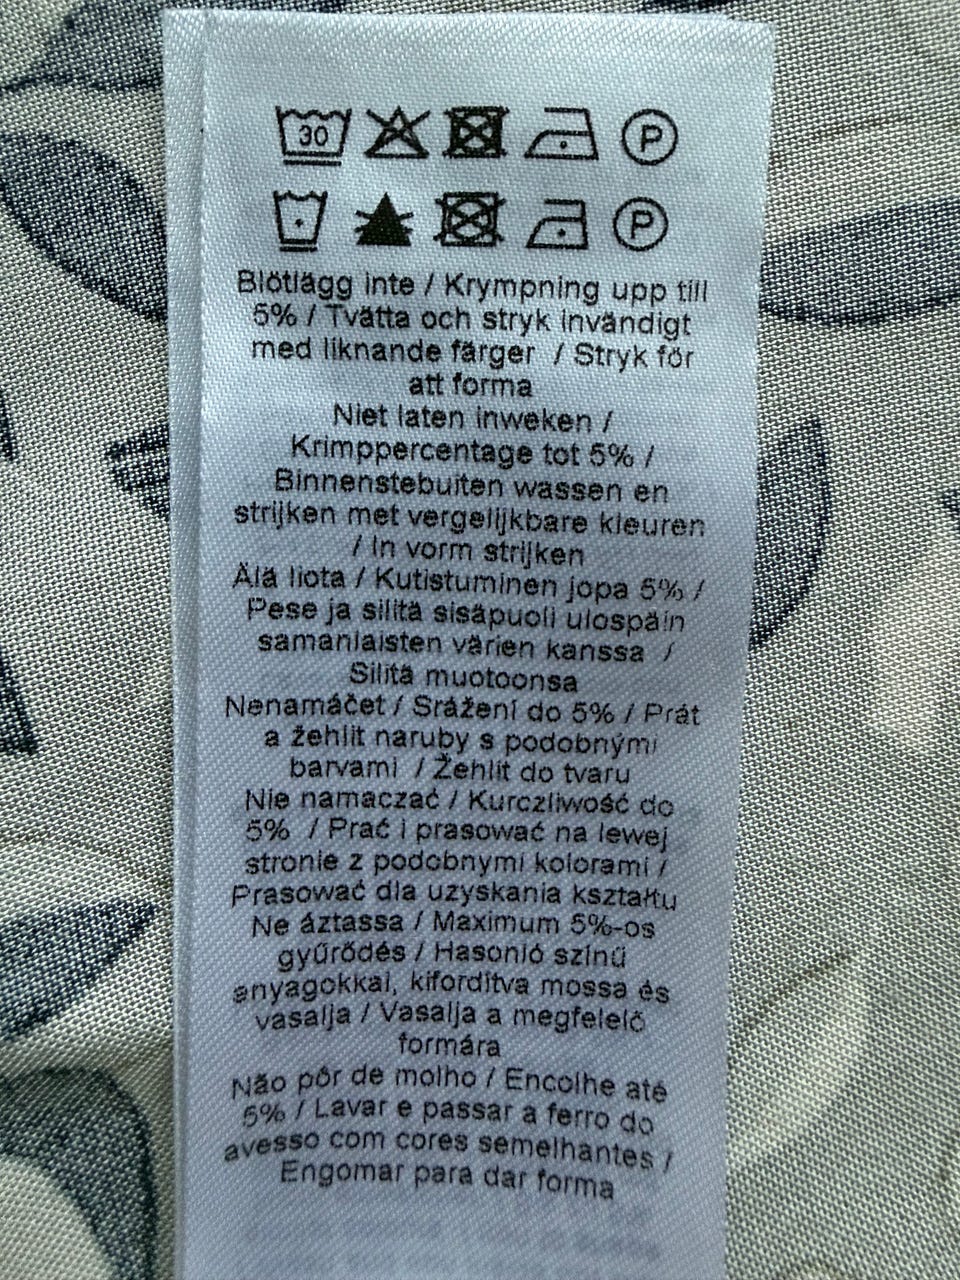 30 P
P
Blötlägg inte / Krympning upp till
5% / Tvätta och stryk invändigt
med liknande färger / Stryk för
att forma
Niet laten inweken /
Krimppercentage tot 5% /
Binnenstebuiten wassen en
strijken met vergelijkbare kleuren
/ In vorm strijken
Älä liota / Kutistuminen jopa 5% /
Pese ja silitä sisäpuoli ulospäin
samanlaisten värien kanssa /
Silitä muotoonsa
Nenamáčet / Srážení do 5% / Prát
a žehlit naruby s podobnými
barvami / Žehlit do tvaru
Nie namaczać / Kurczliwość do
5% / Prać i prasować na lewej
stronie z podobnymi kolorami /
Prasować dla uzyskania kształtu
Ne áztassa / Maximum 5%-os
gyűrődés / Hasonló színű
anyagokkal, kifordítva mossa és
vasalja / Vasalja a megfelelő
formára
Não pôr de molho / Encolhe até
5% / Lavar e passar a ferro do
avesso com cores semelhantes /
Engomar para dar forma